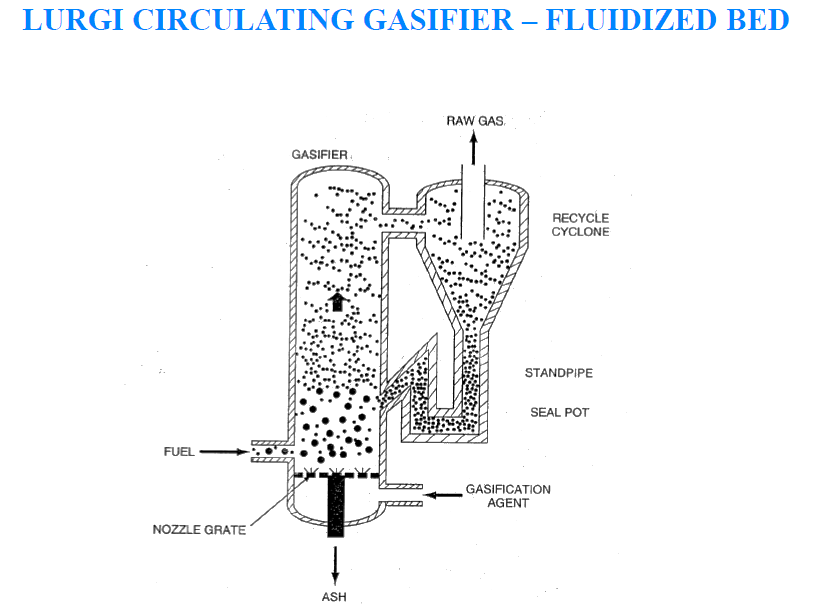 LURGI CIRCULATING GASIFIER – FLUIDIZED BED
RAW GAS.
GASIFIER
RECYCLE
CYCLONE
STANDPIPE
SEAL POT
FUEL
GASIFICATION
AGENT
NOZZLE GRATE
ASH